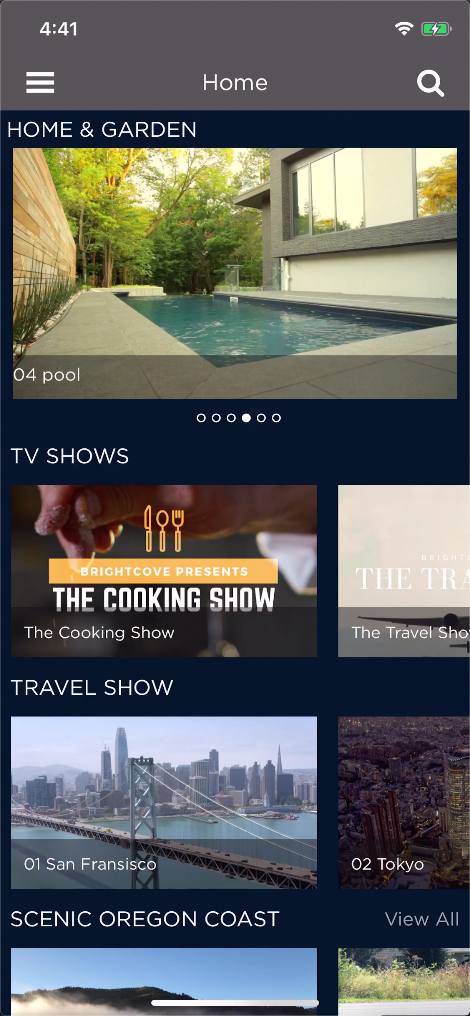 4:41
Home
HOME & GARDEN
04 pool
TV SHOWS
BRIGHTCOVE PRESENTS
THE COOKING SHOW
The Cooking Show
BRIGHTC
THE TRA
The Travel Sho
TRAVEL SHOW
01 San Fransisco
02 Tokyo
SCENIC OREGON COAST
View All